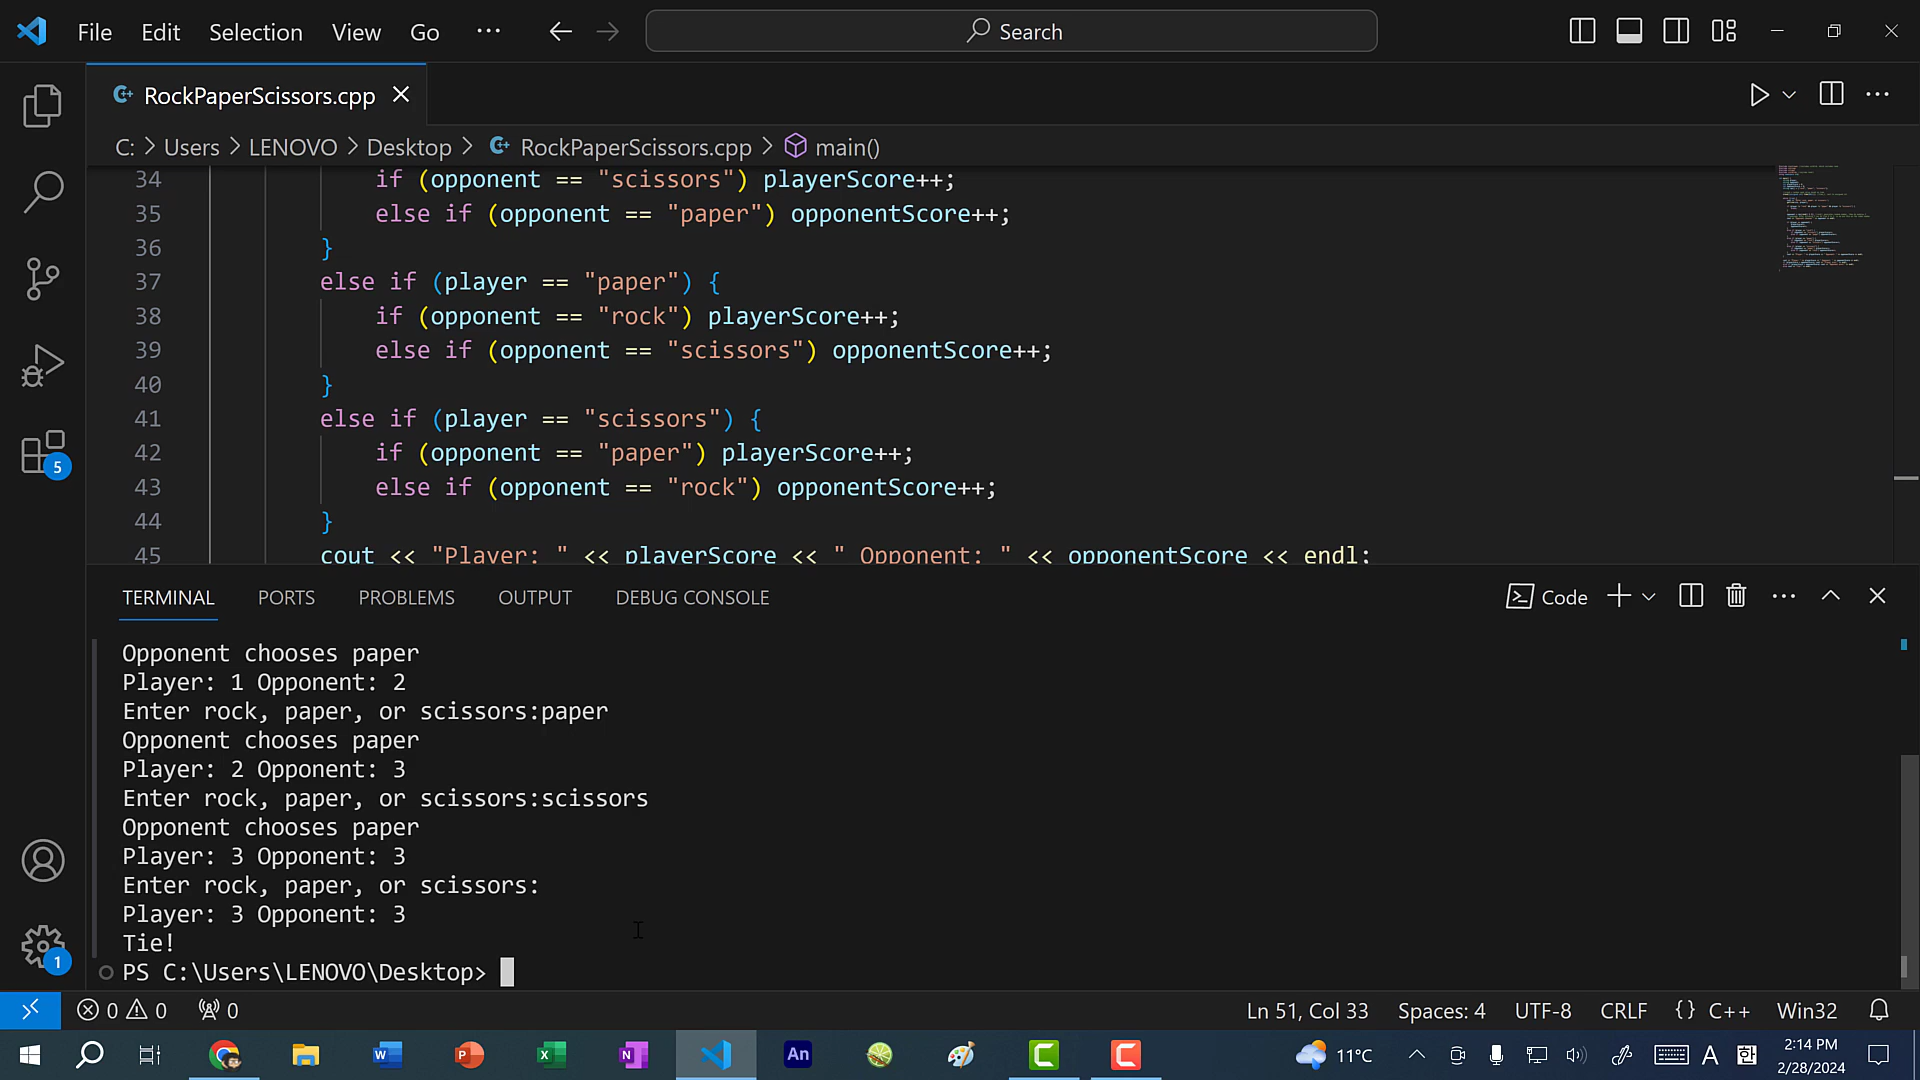 File Edit Selection View Go ... Search
RockPaperScissors.cpp
C: > Users > LENOVO > Desktop > RockPaperScissors.cpp > main()
34 if (opponent == "scissors") playerScore++;
35 else if (opponent == "paper") opponentScore++;
36 }
37 else if (player == "paper") {
38 if (opponent == "rock") playerScore++;
39 else if (opponent == "scissors") opponentScore++;
40 }
41 else if (player == "scissors") {
42 if (opponent == "paper") playerScore++;
43 else if (opponent == "rock") opponentScore++;
44 }
45 cout << "Player: " << playerScore << " Opponent: " << opponentScore << endl;
TERMINAL PORTS PROBLEMS OUTPUT DEBUG CONSOLE Code
Opponent chooses paper
Player: 1 Opponent: 2
Enter rock, paper, or scissors:paper
Opponent chooses paper
Player: 2 Opponent: 3
Enter rock, paper, or scissors:scissors
Opponent chooses paper
Player: 3 Opponent: 3
Enter rock, paper, or scissors:
Player: 3 Opponent: 3
Tie!
PS C:\Users\LENOVO\Desktop>
5
1
0 0 0 Ln 51, Col 33 Spaces: 4 UTF-8 CRLF {} C++ Win32
W P X N An 11°C A 한 2:14 PM
2/28/2024